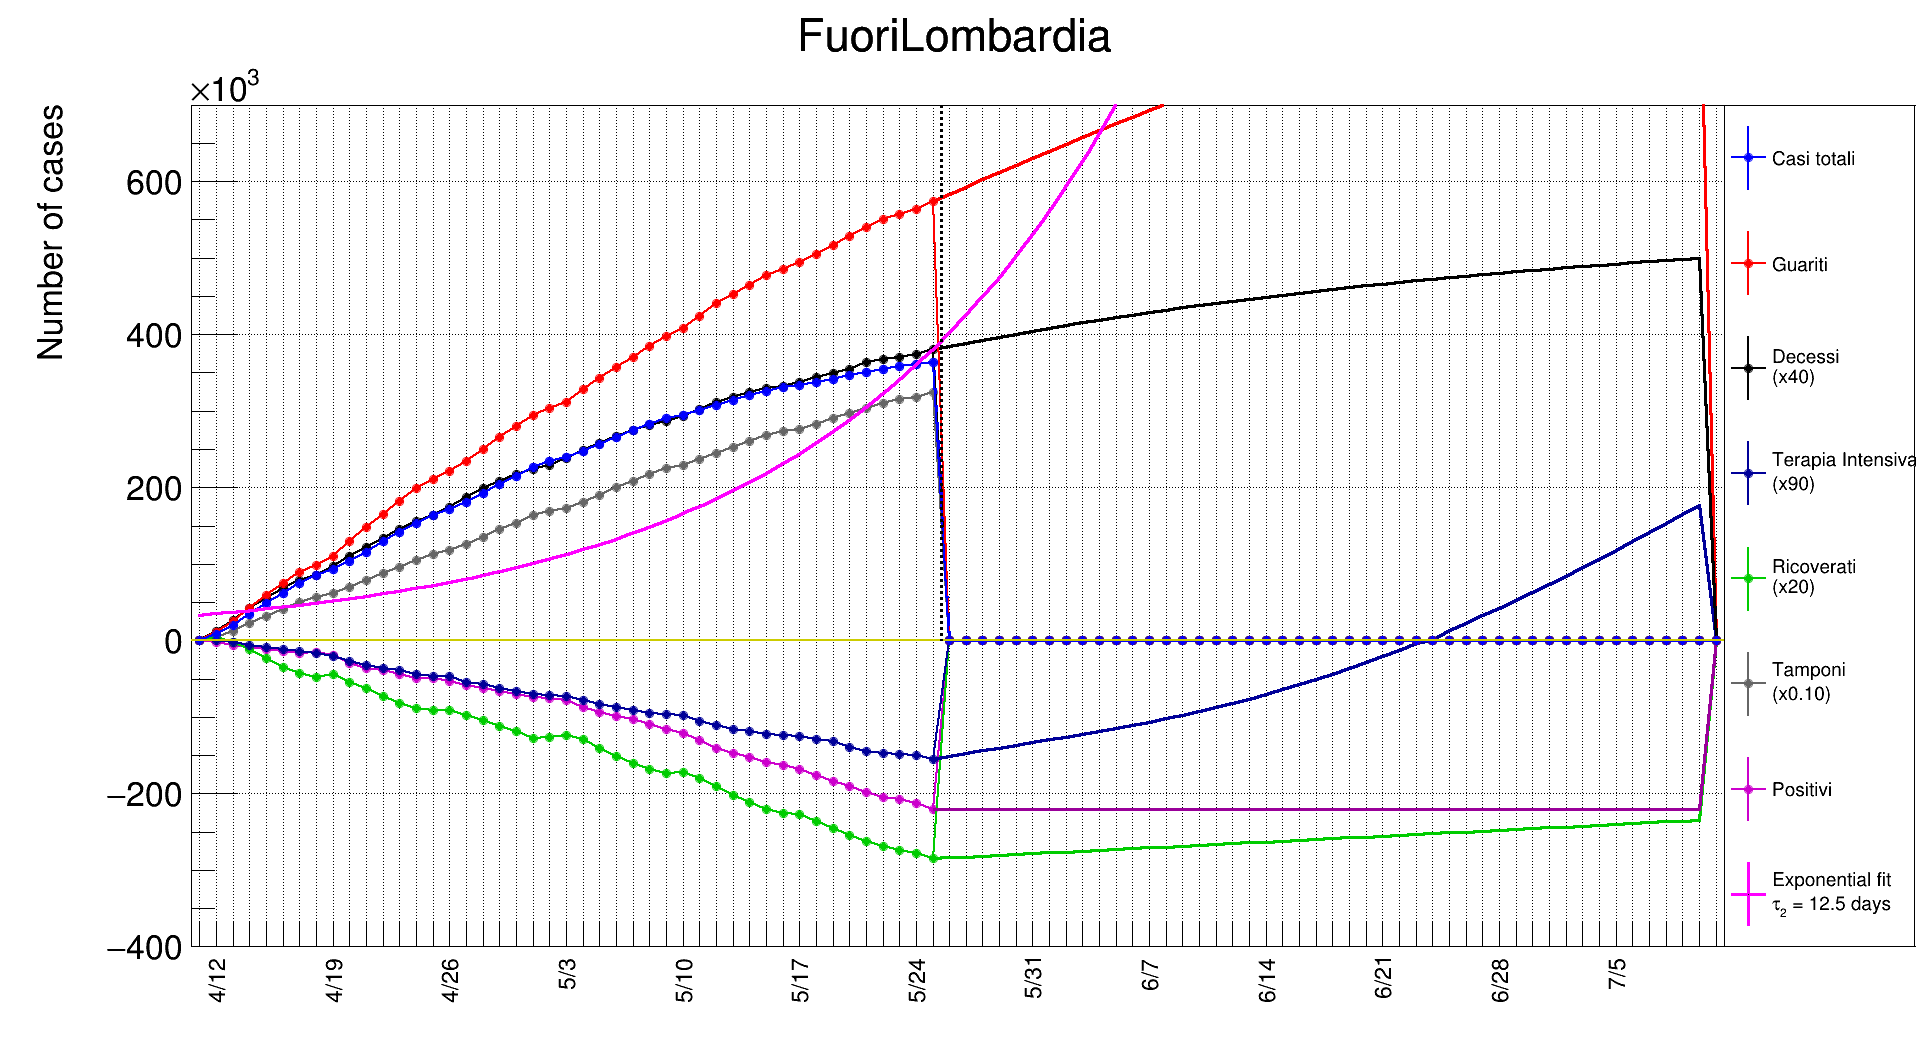 FuoriLombardia
×10³
Number of cases
600
400
200
0
−200
−400
4/12
4/19
4/26
5/3
5/10
5/17
5/24
5/31
6/7
6/14
6/21
6/28
7/5
Casi totali
Guariti
Decessi
(x40)
Terapia Intensiva
(x90)
Ricoverati
(x20)
Tamponi
(x0.10)
Positivi
Exponential fit
τ₂ = 12.5 days